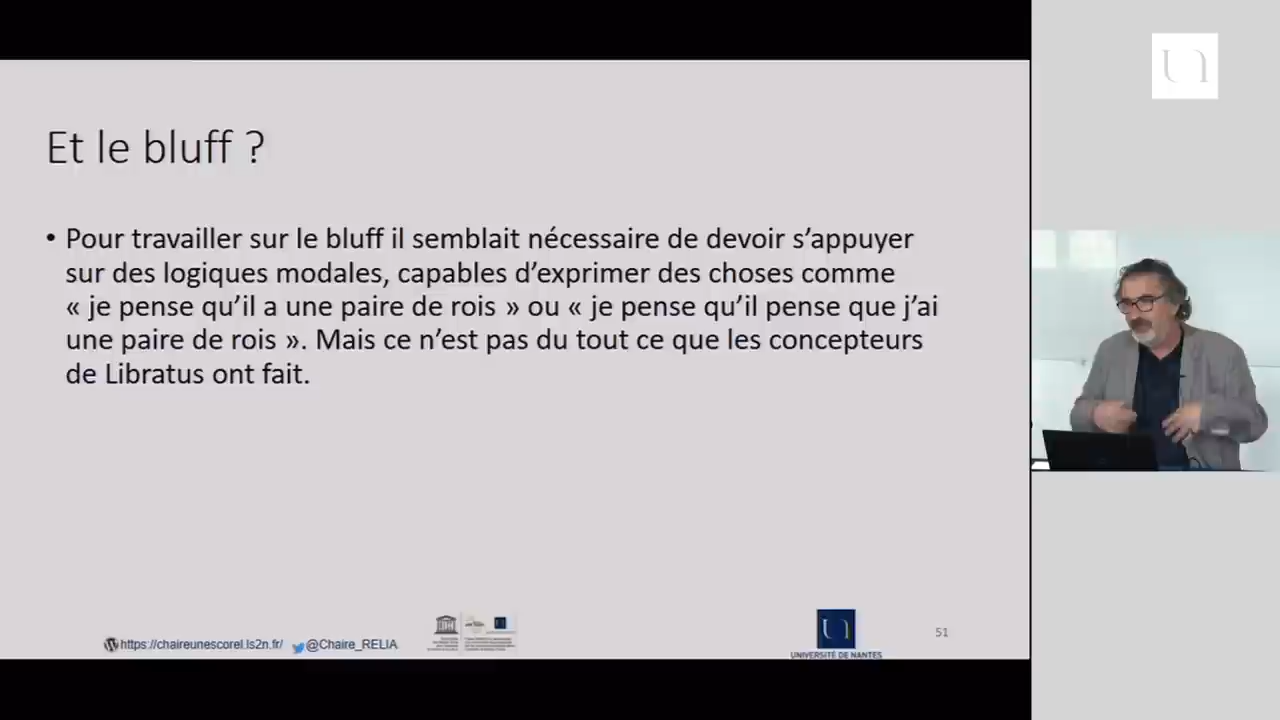 Et le bluff ?
• Pour travailler sur le bluff il semblait nécessaire de devoir s’appuyer
sur des logiques modales, capables d’exprimer des choses comme
« je pense qu’il a une paire de rois » ou « je pense qu’il pense que j’ai
une paire de rois ». Mais ce n’est pas du tout ce que les concepteurs
de Libratus ont fait.
https://chaireunescorel.ls2n.fr/ @Chaire_RELIA
UNIVERSITÉ DE NANTES
51